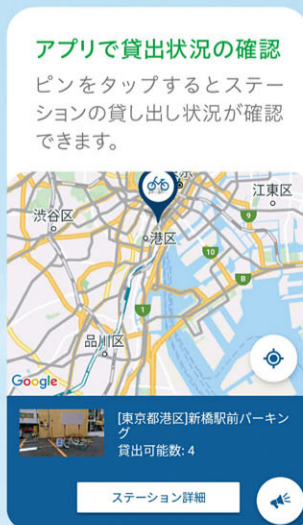 アプリで貸出状況の確認
ピンをタップするとステー
ションの貸し出し状況が確認
できます。
渋谷区
江東区
港区
9
10
B
1
品川区
Google
[東京都港区]新橋駅前パーキン
グ
貸出可能数: 4
ステーション詳細